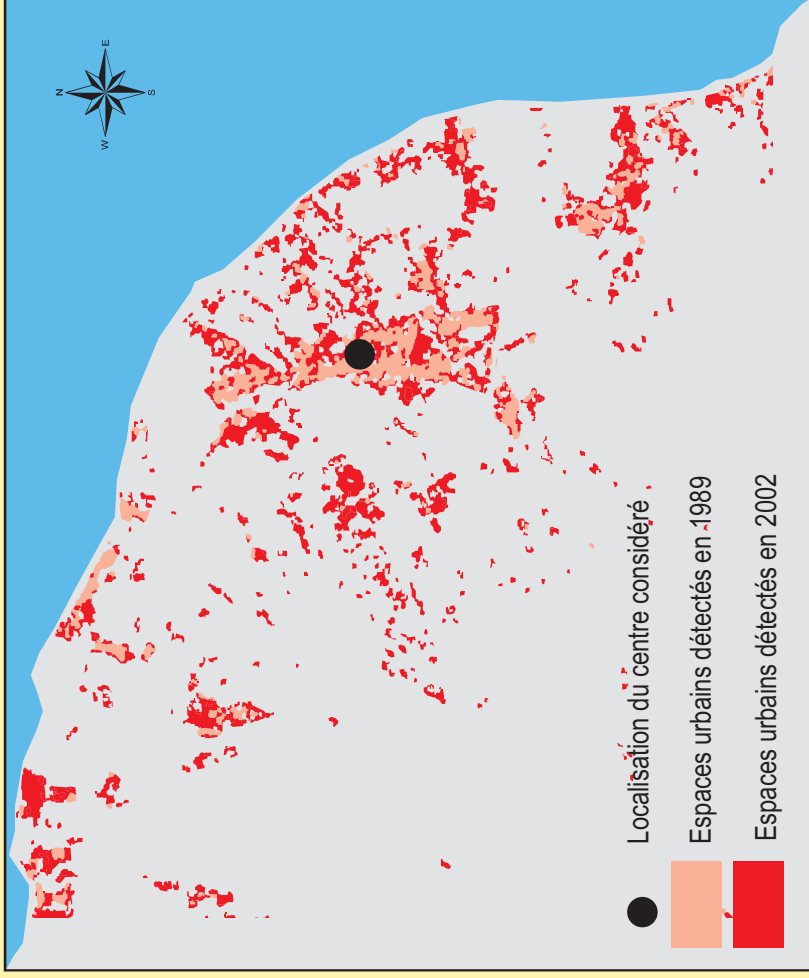 N
E
W
S
Localisation du centre considéré
Espaces urbains détectés en 1989
Espaces urbains détectés en 2002